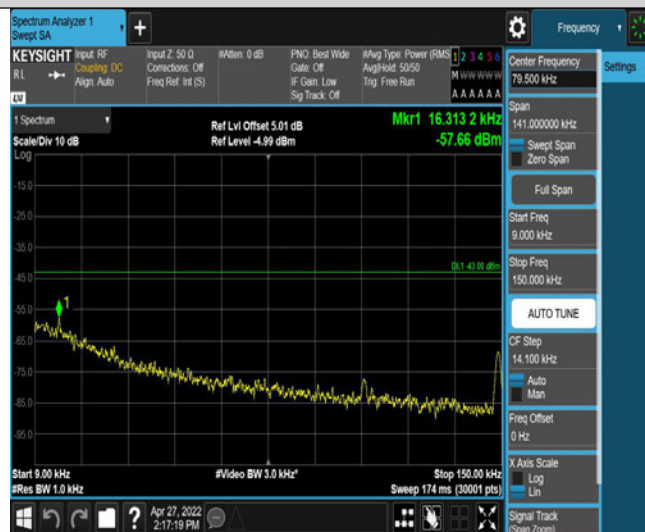 Spectrum Analyzer 1
Swept SA
Frequency
KEYSIGHT
Input: RF
Input Z: 50 Ω
#Atten: 0 dB
PNO: Best Wide
#Avg Type: Power (RMS
1 2 3 4 5 6
R L
Coupling: DC
Corrections: Off
Gate: Off
Avg|Hold: 50/50
M W W W W W
Align: Auto
Freq Ref: Int (S)
IF Gain: Low
Trig: Free Run
Sig Track: Off
A A A A A A
LXI
1 Spectrum
Scale/Div 10 dB
Ref Lvl Offset 5.01 dB
Ref Level -4.99 dBm
Mkr1 16.313 2 kHz
-57.66 dBm
Log
-15.0
-25.0
-35.0
DL1 -43.00 dBm
-45.0
-55.0
1
-65.0
-75.0
-85.0
-95.0
Start 9.00 kHz
#Video BW 3.0 kHz*
Stop 150.00 kHz
#Res BW 1.0 kHz
Sweep 174 ms (30001 pts)
Apr 27, 2022
2:17:19 PM
Center Frequency
79.500 kHz
Settings
Span
141.000000 kHz
Swept Span
Zero Span
Full Span
Start Freq
9.000 kHz
Stop Freq
150.000 kHz
AUTO TUNE
CF Step
14.100 kHz
Auto
Man
Freq Offset
0 Hz
X Axis Scale
Log
Lin
Signal Track
(Span Zoom)